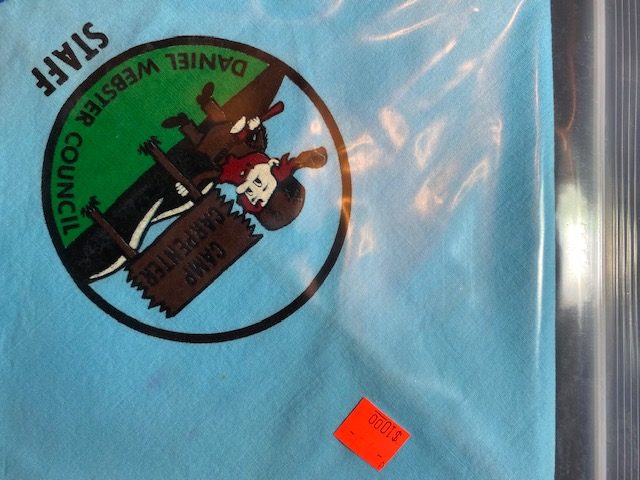 STAFF
DANIEL WEBSTER COUNCIL
CAMP
CARPENTER
$1000